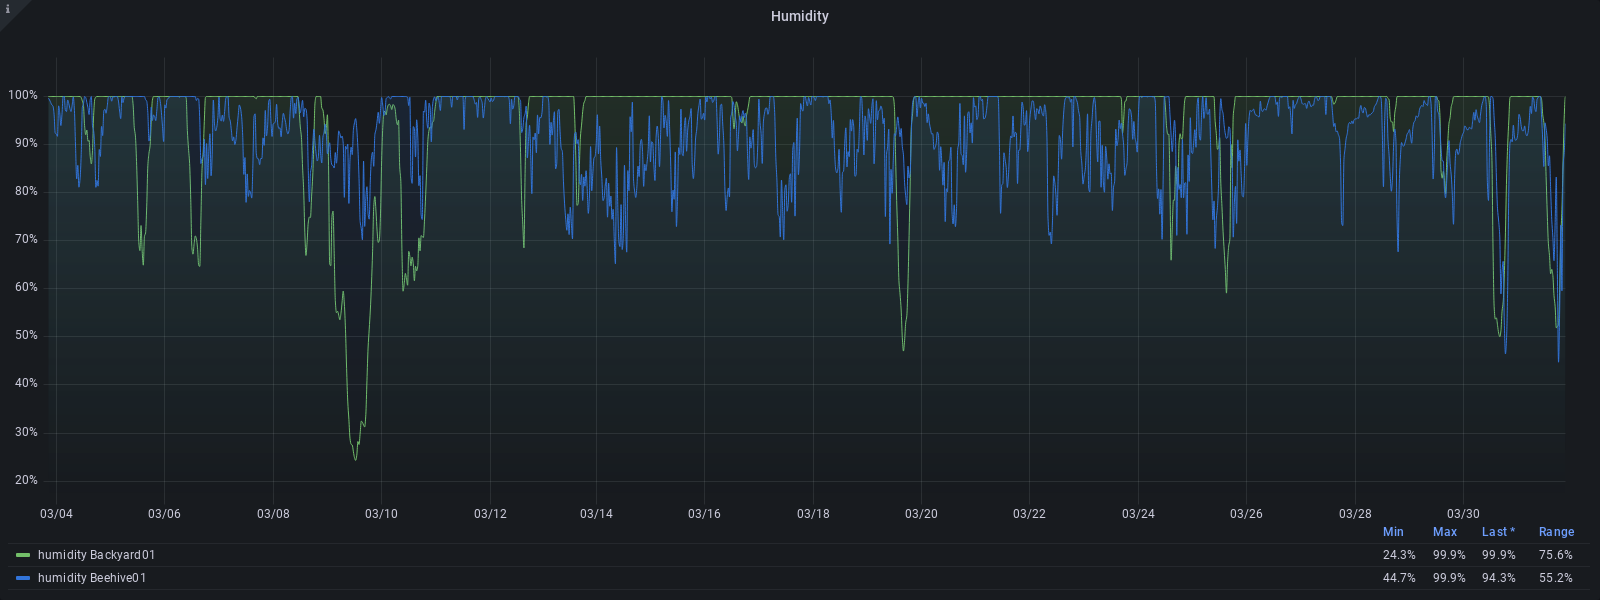 i
Humidity
100%
90%
80%
70%
60%
50%
40%
30%
20%
03/04 03/06 03/08 03/10 03/12 03/14 03/16 03/18 03/20 03/22 03/24 03/26 03/28 03/30
Min Max Last * Range
humidity Backyard01 24.3% 99.9% 99.9% 75.6%
humidity Beehive01 44.7% 99.9% 94.3% 55.2%